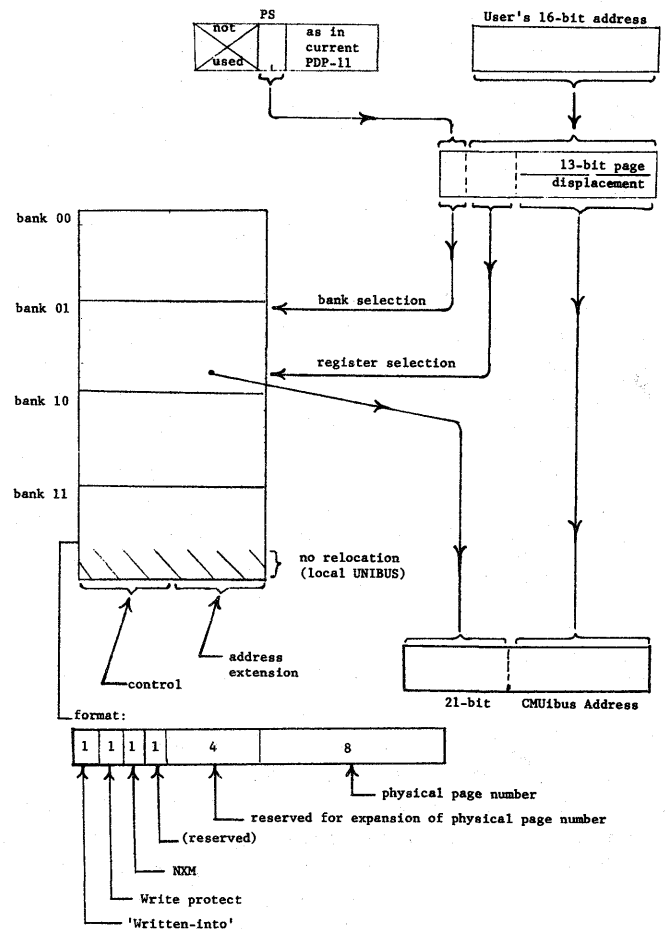 PS
not
used
as in
current
PDP-11
User's 16-bit address
13-bit page
displacement
bank 00
bank 01
bank selection
register selection
bank 10
bank 11
no relocation
(local UNIBUS)
control
address
extension
21-bit CMUibus Address
format:
1 1 1 1 4 8
physical page number
reserved for expansion of physical page number
(reserved)
NXM
Write protect
'Written-into'